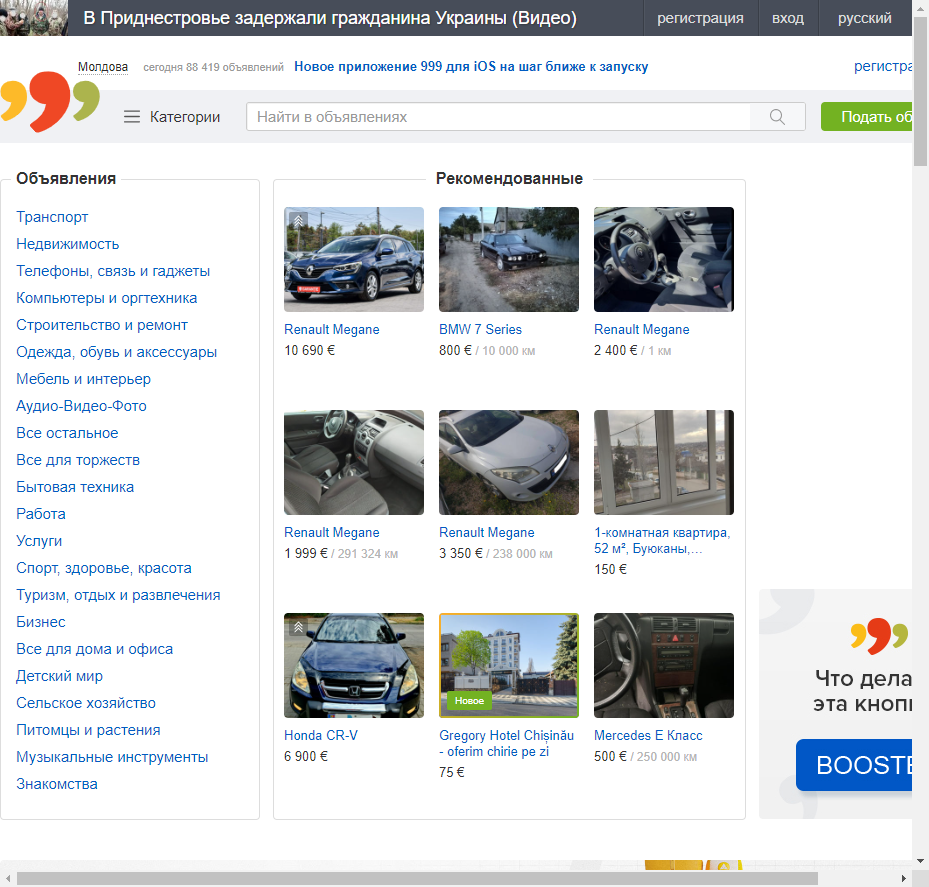 В Приднестровье задержали гражданина Украины (Видео)
регистрация
вход
русский
Молдова
сегодня 88 419 объявлений
Новое приложение 999 для iOS на шаг ближе к запуску
регистра
Категории
Найти в объявлениях
Подать об
Объявления
Транспорт
Недвижимость
Телефоны, связь и гаджеты
Компьютеры и оргтехника
Строительство и ремонт
Одежда, обувь и аксессуары
Мебель и интерьер
Аудио-Видео-Фото
Все остальное
Все для торжеств
Бытовая техника
Работа
Услуги
Спорт, здоровье, красота
Туризм, отдых и развлечения
Бизнес
Все для дома и офиса
Детский мир
Сельское хозяйство
Питомцы и растения
Музыкальные инструменты
Знакомства
Рекомендованные
Renault Megane
10 690 €
BMW 7 Series
800 € / 10 000 км
Renault Megane
2 400 € / 1 км
Renault Megane
1 999 € / 291 324 км
Renault Megane
3 350 € / 238 000 км
1-комнатная квартира,
52 м², Буюканы,…
150 €
Honda CR-V
6 900 €
Новое
Gregory Hotel Chișinău
- oferim chirie pe zi
75 €
Mercedes E Класс
500 € / 250 000 км
Что дела
эта кнопк
BOOSTE